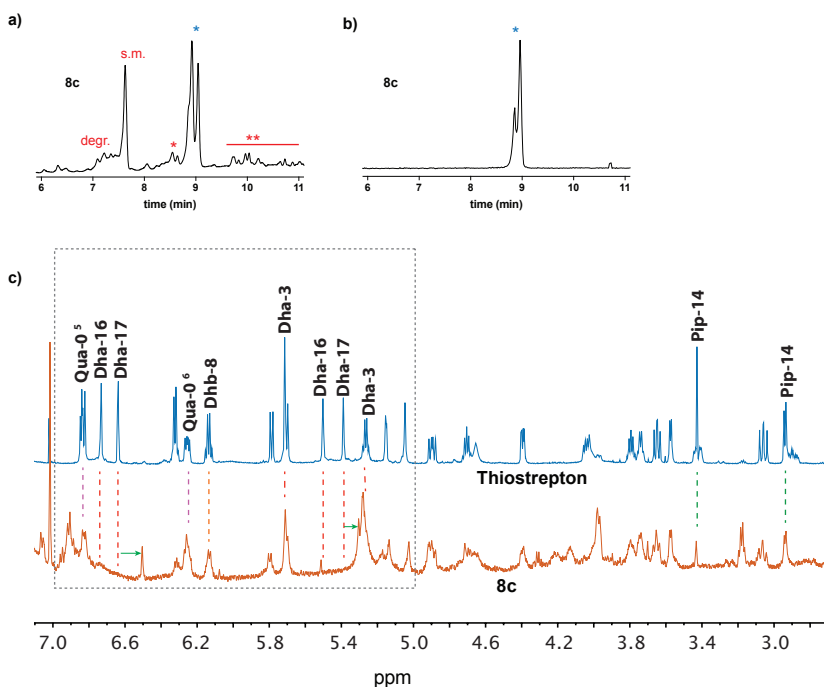 a)
s.m.
*
8c
degr.
*
**
6 7 8 9 10 11
time (min)
b)
*
8c
6 7 8 9 10 11
time (min)
c)
Qua-0 5
Dha-16
Dha-17
Qua-0 6
Dhb-8
Dha-3
Dha-16
Dha-17
Dha-3
Pip-14
Pip-14
Thiostrepton
8c
7.0 6.6 6.2 5.8 5.4 5.0 4.6 4.2 3.8 3.4 3.0
ppm